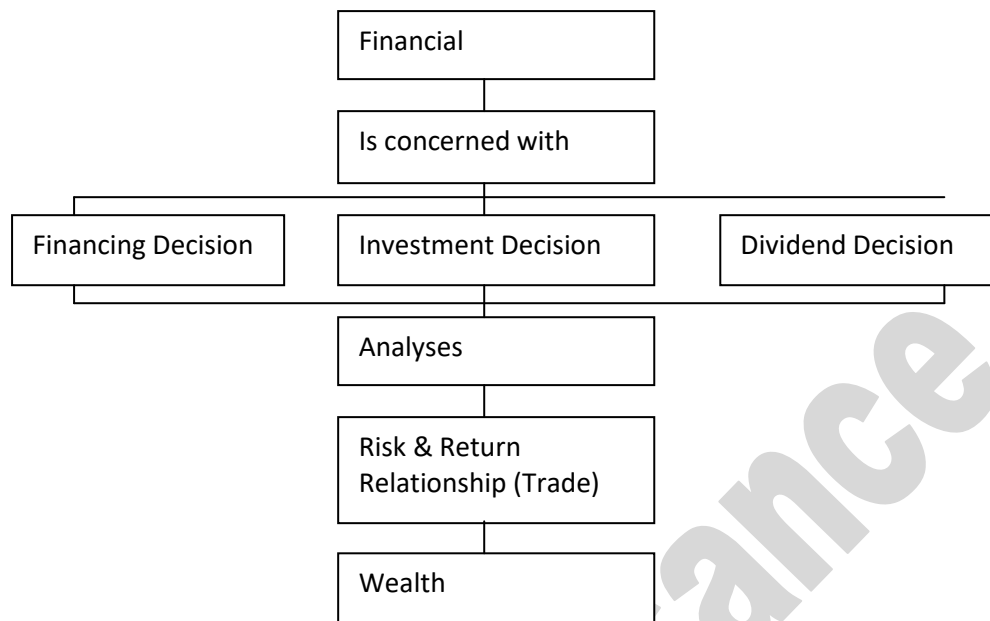 Financial
Is concerned with
Financing Decision
Investment Decision
Dividend Decision
Analyses
Risk & Return
Relationship (Trade)
Wealth